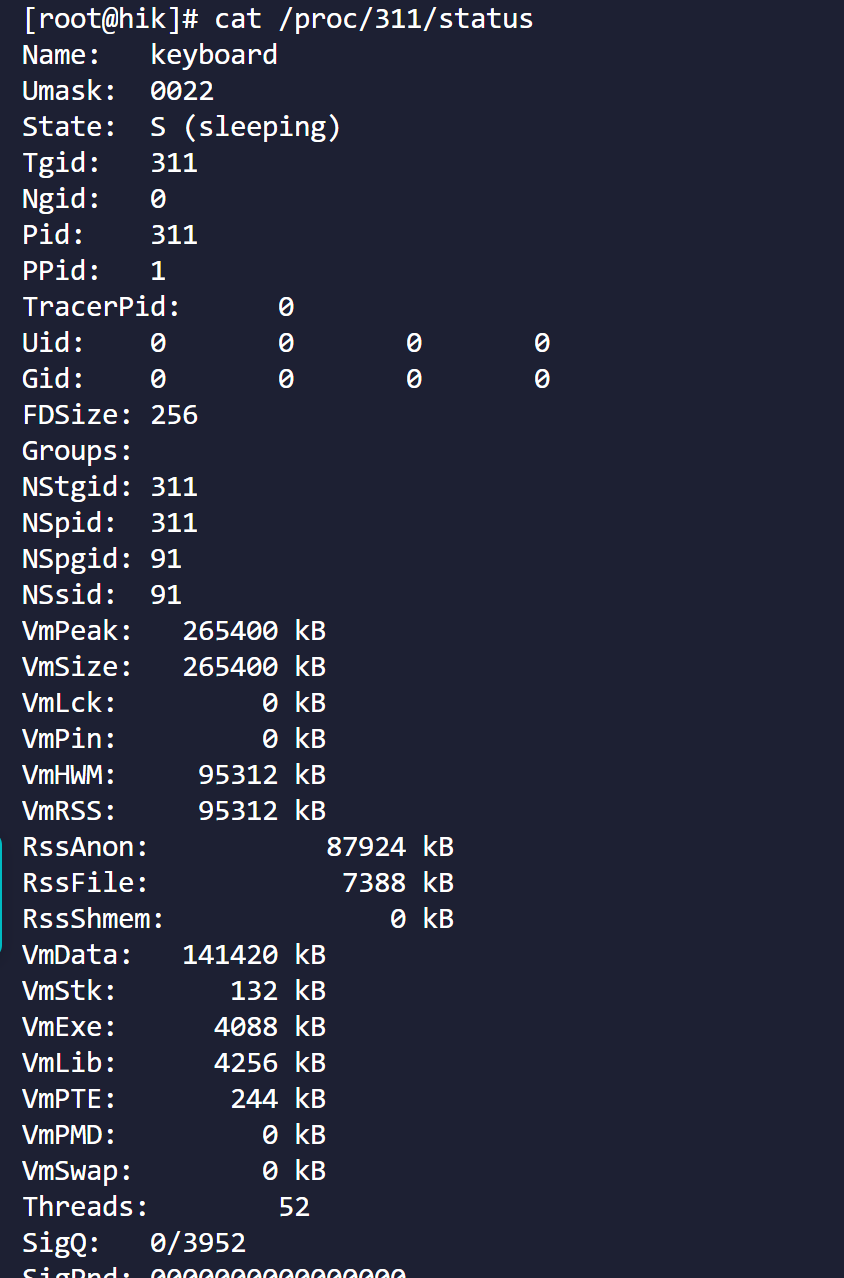 [root@hik]# cat /proc/311/status
Name:   keyboard
Umask:  0022
State:  S (sleeping)
Tgid:   311
Ngid:   0
Pid:    311
PPid:   1
TracerPid:      0
Uid:    0       0       0       0
Gid:    0       0       0       0
FDSize: 256
Groups:
NStgid: 311
NSpid:  311
NSpgid: 91
NSsid:  91
VmPeak:   265400 kB
VmSize:   265400 kB
VmLck:         0 kB
VmPin:         0 kB
VmHWM:     95312 kB
VmRSS:     95312 kB
RssAnon:           87924 kB
RssFile:            7388 kB
RssShmem:              0 kB
VmData:   141420 kB
VmStk:       132 kB
VmExe:      4088 kB
VmLib:      4256 kB
VmPTE:       244 kB
VmPMD:         0 kB
VmSwap:        0 kB
Threads:        52
SigQ:   0/3952
SigPnd: 0000000000000000